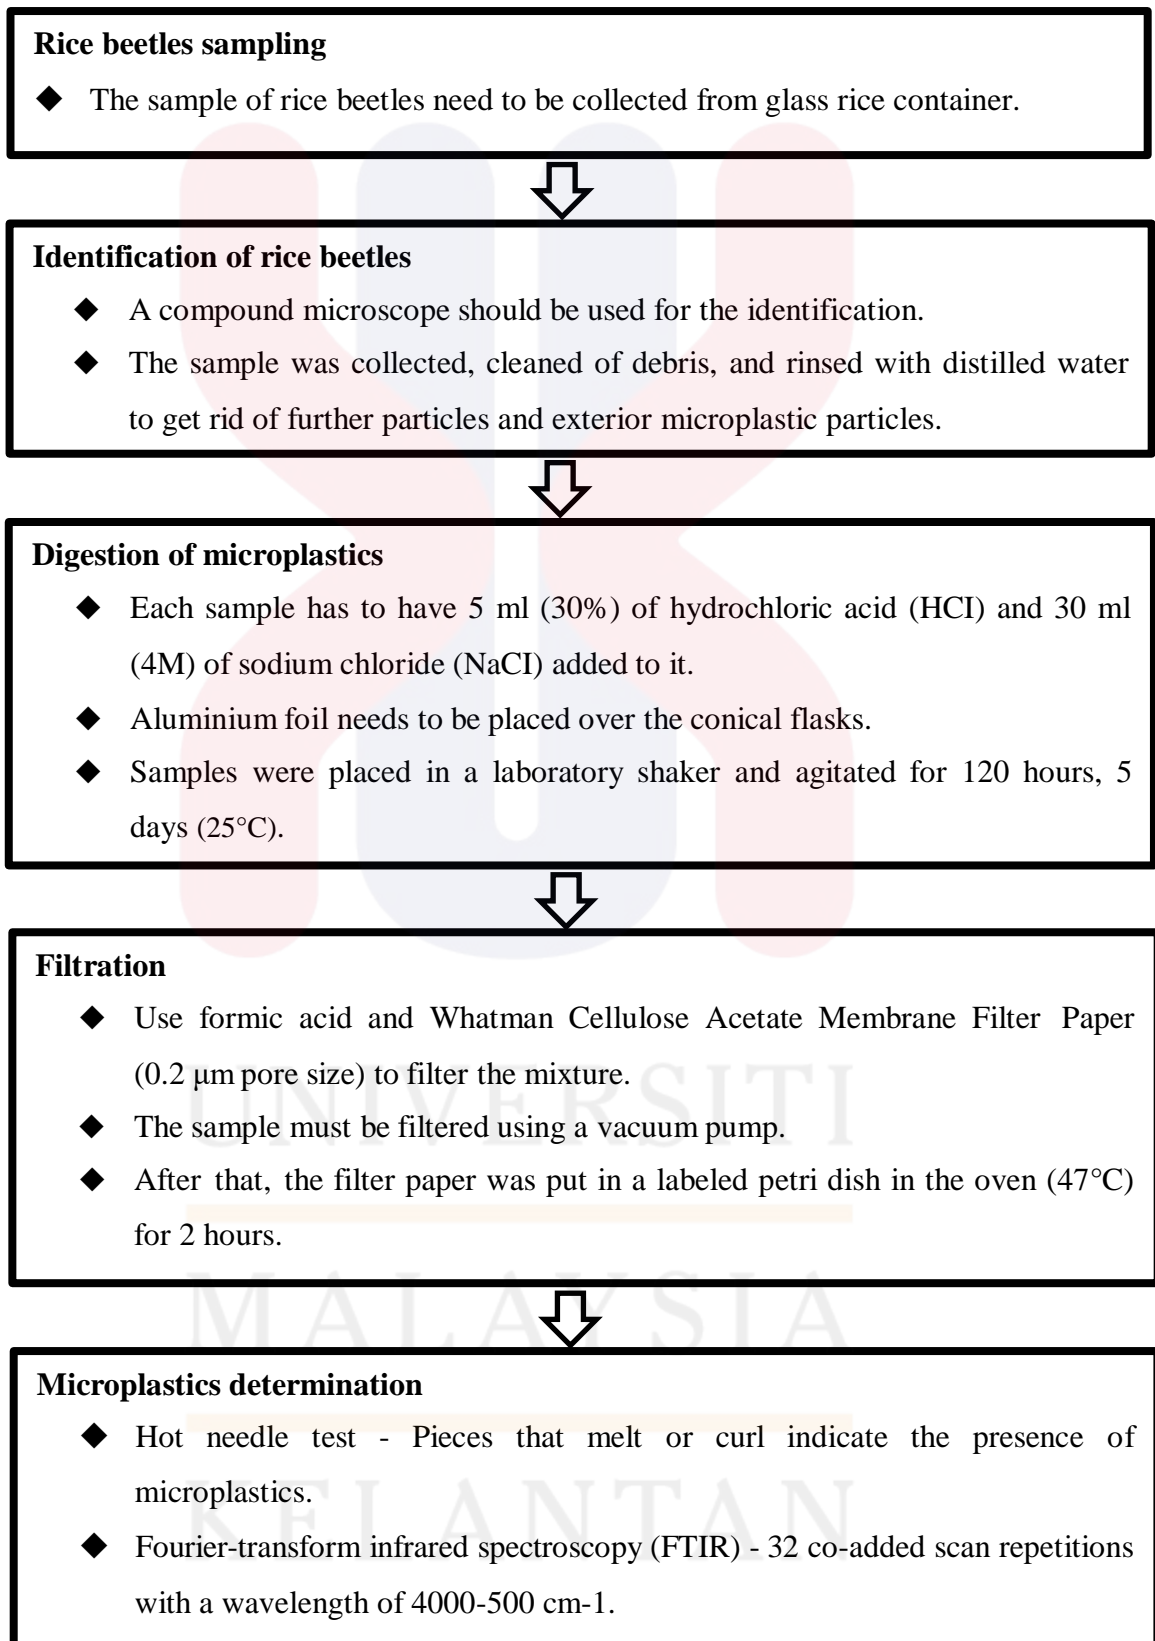 Rice beetles sampling
◆ The sample of rice beetles need to be collected from glass rice container.
Identification of rice beetles
◆ A compound microscope should be used for the identification.
◆ The sample was collected, cleaned of debris, and rinsed with distilled water
to get rid of further particles and exterior microplastic particles.
Digestion of microplastics
◆ Each sample has to have 5 ml (30%) of hydrochloric acid (HCI) and 30 ml
(4M) of sodium chloride (NaCI) added to it.
◆ Aluminium foil needs to be placed over the conical flasks.
◆ Samples were placed in a laboratory shaker and agitated for 120 hours, 5
days (25°C).
Filtration
◆ Use formic acid and Whatman Cellulose Acetate Membrane Filter Paper
(0.2 μm pore size) to filter the mixture.
UNIVERSITI
◆ The sample must be filtered using a vacuum pump.
◆ After that, the filter paper was put in a labeled petri dish in the oven (47°C)
for 2 hours.
MALAYSIA
Microplastics determination
◆ Hot needle test - Pieces that melt or curl indicate the presence of
microplastics.
KELANTAN
◆ Fourier-transform infrared spectroscopy (FTIR) - 32 co-added scan repetitions
with a wavelength of 4000-500 cm-1.